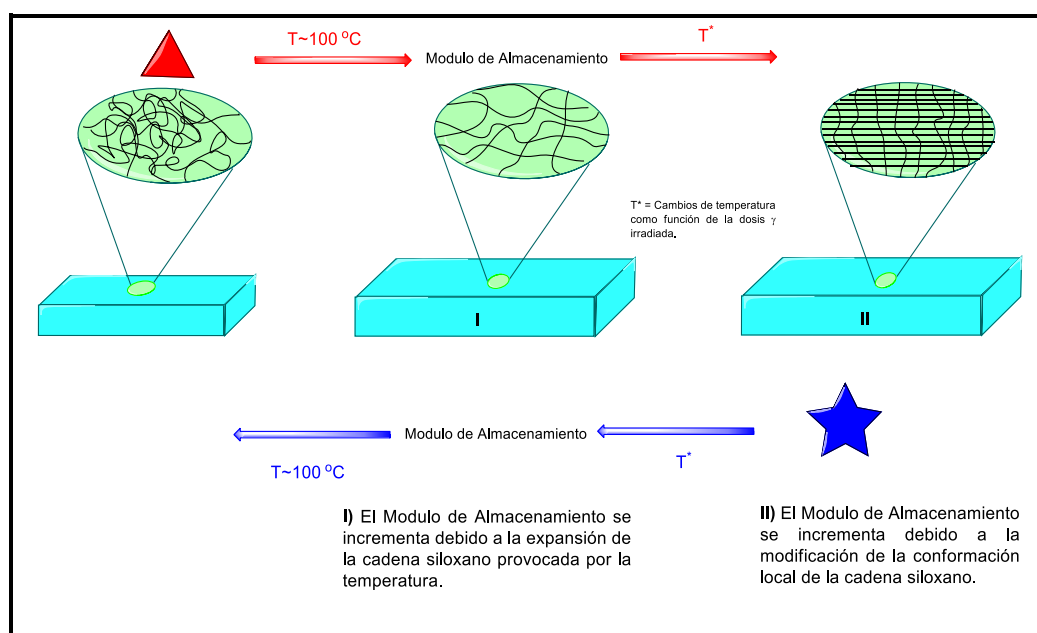 T~100 °C
Modulo de Almacenamiento
T*
T* = Cambios de temperatura
como función de la dosis γ
irradiada.
I
II
Modulo de Almacenamiento
T~100 °C
T*
I) El Modulo de Almacenamiento se
incrementa debido a la expansión de
la cadena siloxano provocada por la
temperatura.
II) El Modulo de Almacenamiento
se incrementa debido a la
modificación de la conformación
local de la cadena siloxano.